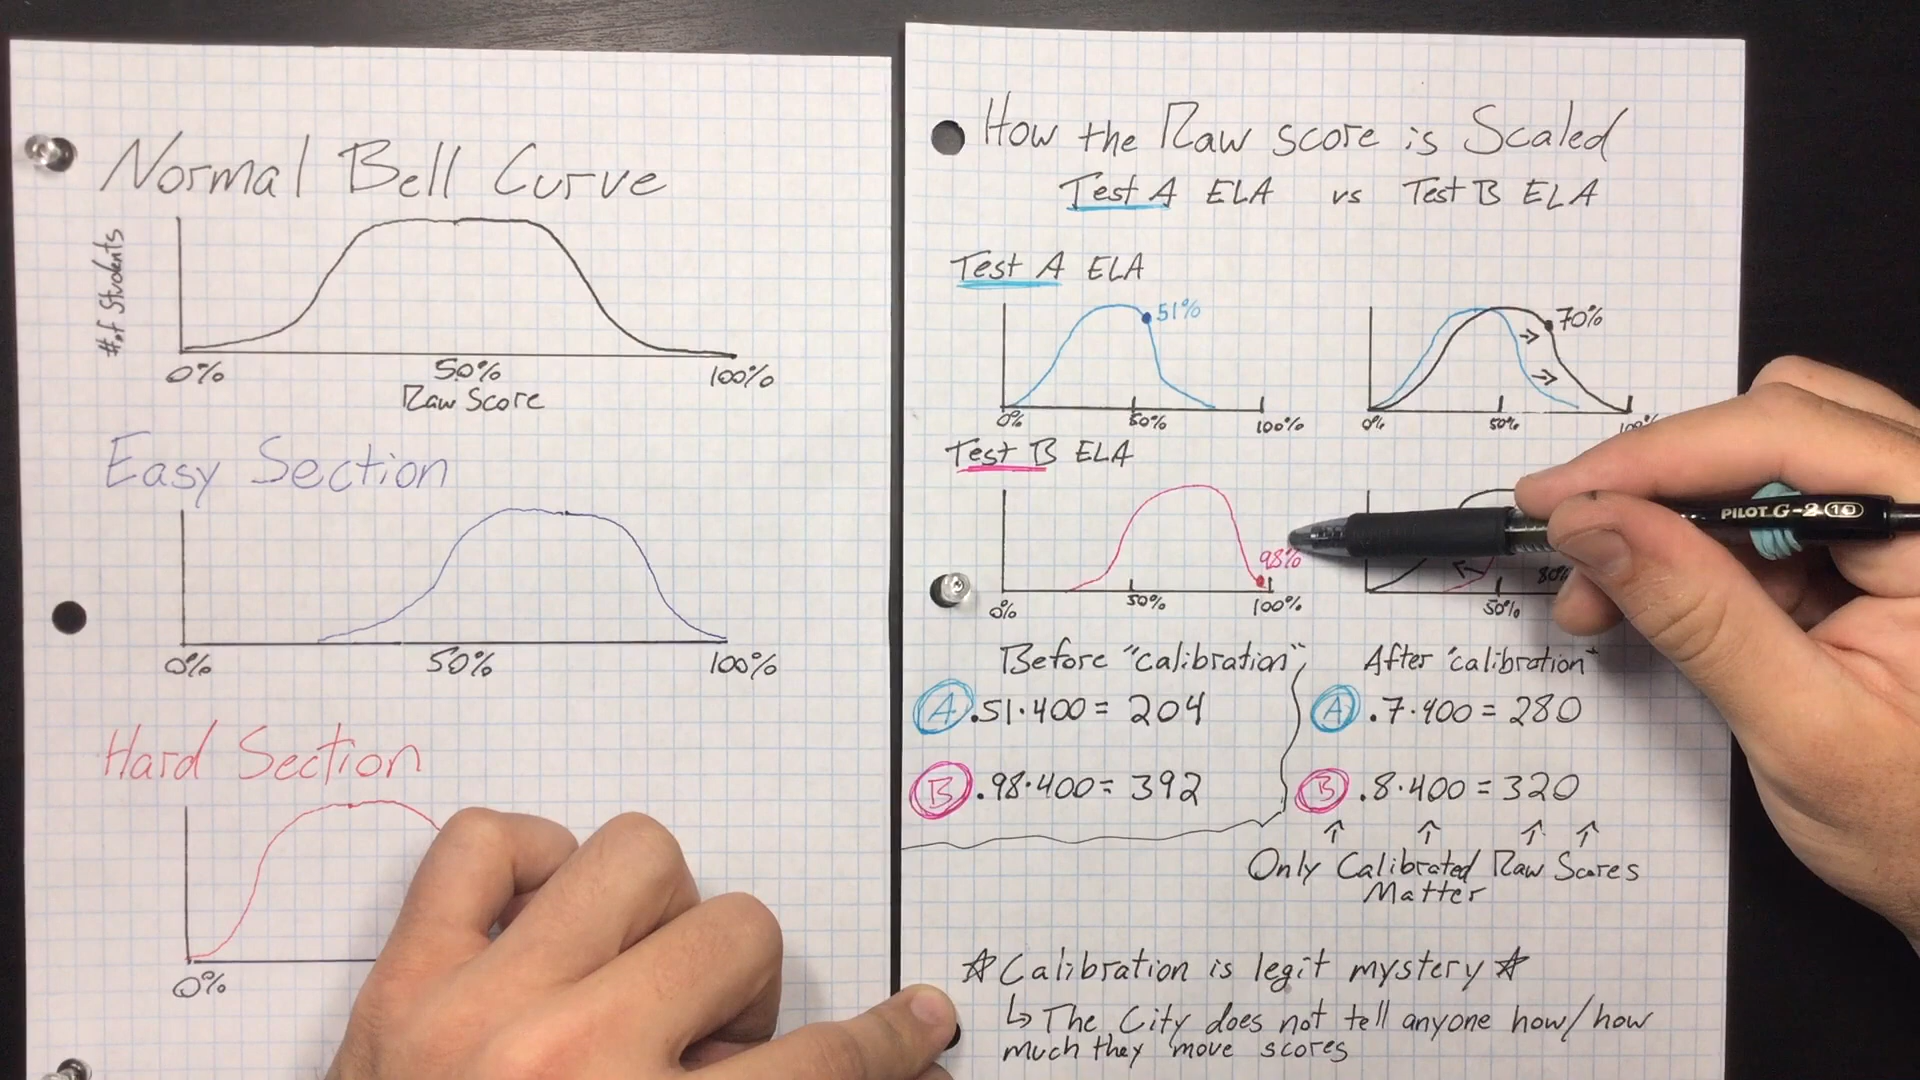 Normal Bell Curve
# of Students
0% 50% 100%
Raw Score
Easy Section
0% 50% 100%
Hard Section
0%
How the Raw score is Scaled
Test A ELA vs Test B ELA
Test A ELA
51%
0% 50% 100%
70%
0% 50% 100%
Test B ELA
98%
0% 50% 100%
80%
50%
PILOT G-2 10
Before "calibration"
A .51·400 = 204
B .98·400 = 392
After "calibration"
A .7·400 = 280
B .8·400 = 320
Only Calibrated Raw Scores
Matter
Calibration is legit mystery
The City does not tell anyone how/how
much they move scores